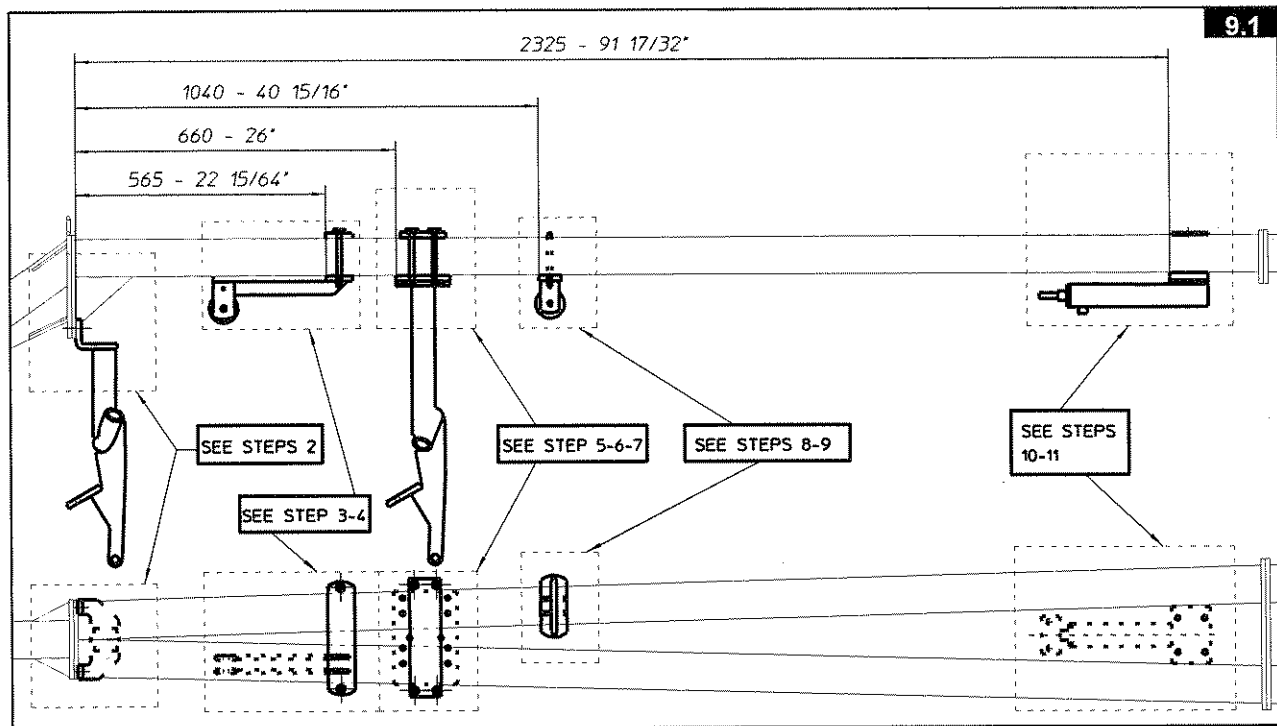 9.1
2325 - 91 17/32"
1040 - 40 15/16"
660 - 26"
565 - 22 15/64"
SEE STEPS 2
SEE STEP 5-6-7
SEE STEPS 8-9
SEE STEPS
10-11
SEE STEP 3-4